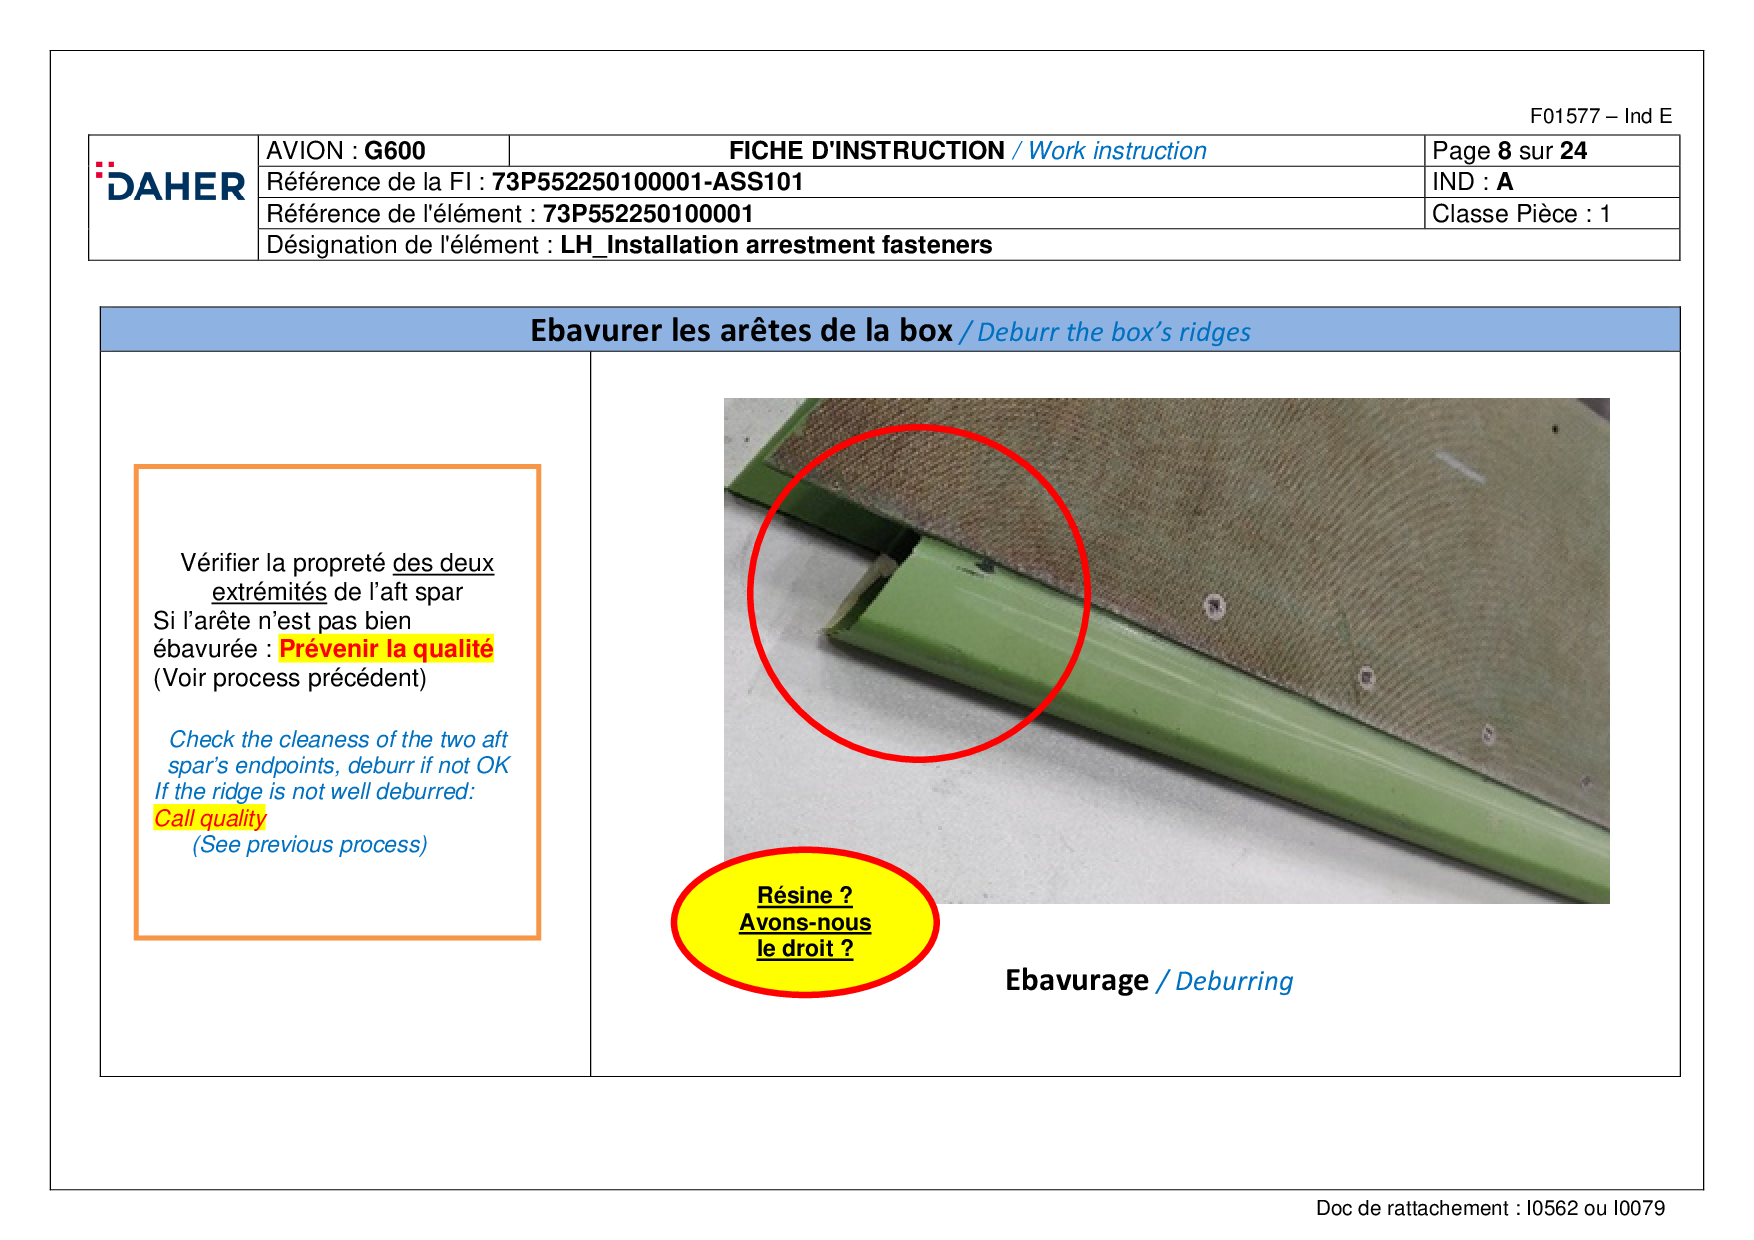 F01577 – Ind E
DAHER
AVION : G600
FICHE D'INSTRUCTION / Work instruction
Page 8 sur 24
Référence de la FI : 73P552250100001-ASS101
IND : A
Référence de l'élément : 73P552250100001
Classe Pièce : 1
Désignation de l'élément : LH_Installation arrestment fasteners
Ebavurer les arêtes de la box / Deburr the box’s ridges
Vérifier la propreté des deux
extrémités de l’aft spar
Si l’arête n’est pas bien
ébavurée : Prévenir la qualité
(Voir process précédent)
Check the cleaness of the two aft
spar’s endpoints, deburr if not OK
If the ridge is not well deburred:
Call quality
(See previous process)
Résine ?
Avons-nous
le droit ?
Ebavurage / Deburring
Doc de rattachement : I0562 ou I0079